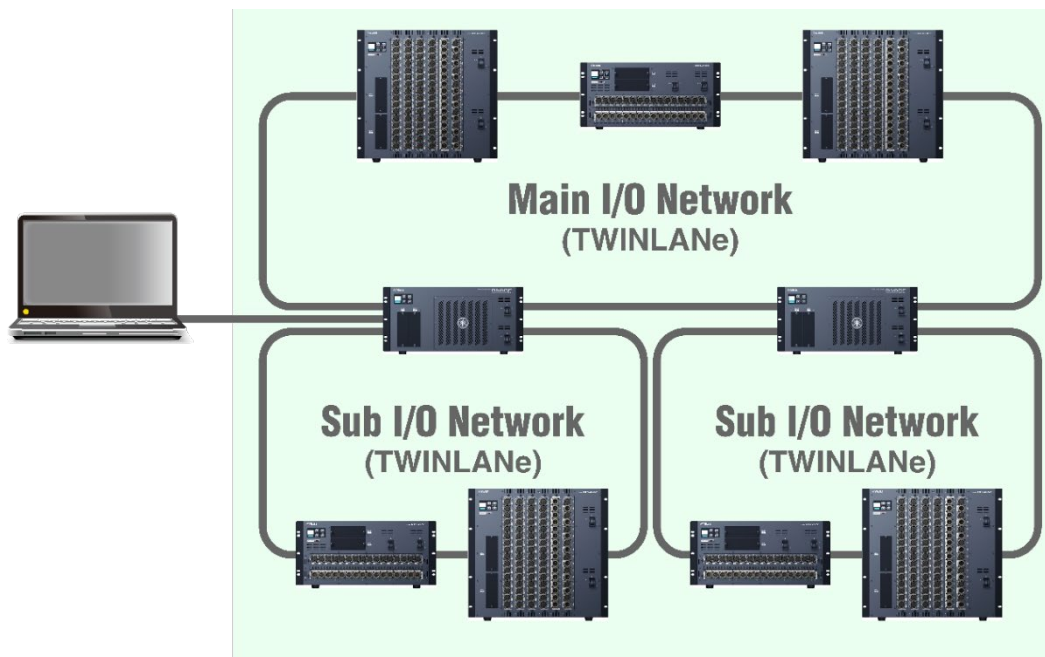 Main I/O Network
(TWINLANe)
Sub I/O Network
(TWINLANe)
Sub I/O Network
(TWINLANe)